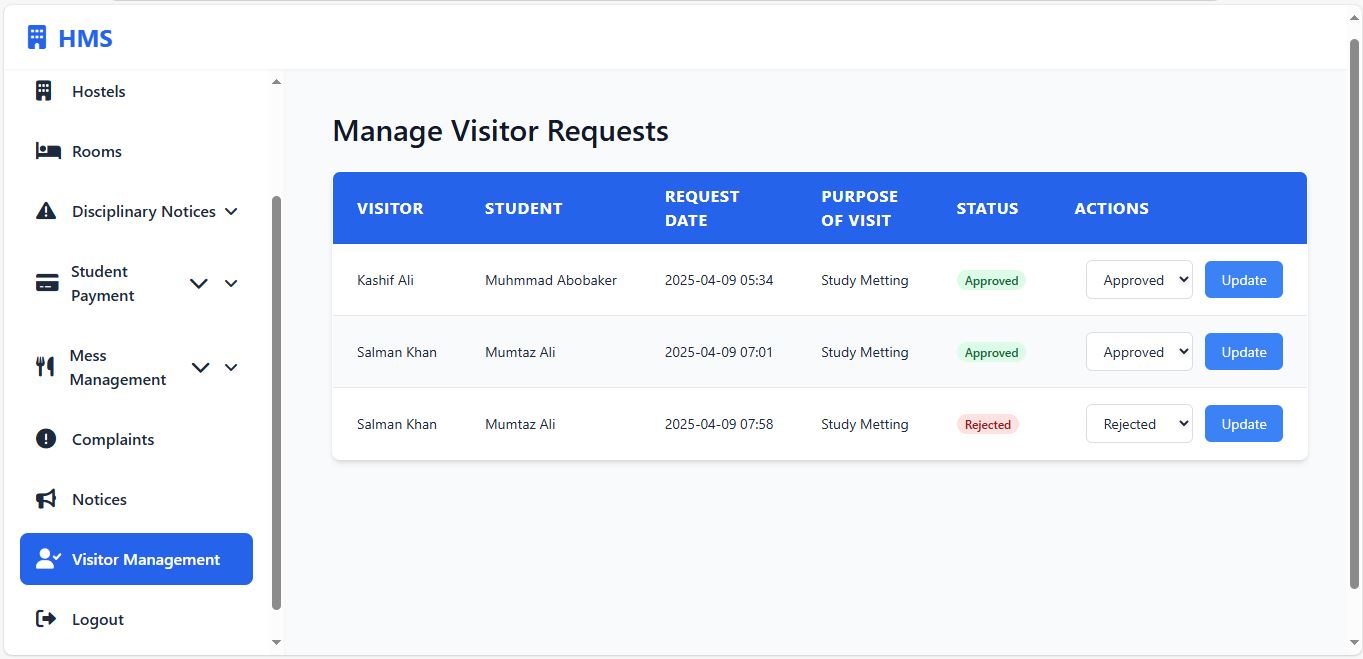 HMS
Hostels
Rooms
Disciplinary Notices
Student
Payment
Mess
Management
Complaints
Notices
Visitor Management
Logout
Manage Visitor Requests
VISITOR STUDENT REQUEST DATE PURPOSE OF VISIT STATUS ACTIONS
Kashif Ali Muhmmad Abobaker 2025-04-09 05:34 Study Metting Approved Approved Update
Salman Khan Mumtaz Ali 2025-04-09 07:01 Study Metting Approved Approved Update
Salman Khan Mumtaz Ali 2025-04-09 07:58 Study Metting Rejected Rejected Update